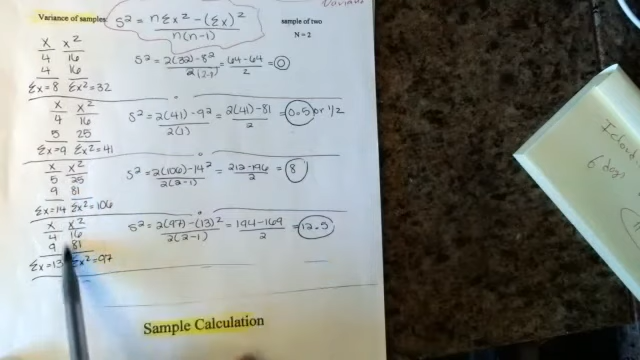 Variance
Variance of samples
s² = nΣx² - (Σx)² / n(n-1)
sample of two
N = 2
x x²
4 16
4 16
Σx=8 Σx²=32
s² = 2(32) - 8² / 2(2-1) = 64-64 / 2 = 0
x x²
4 16
5 25
Σx=9 Σx²=41
s² = 2(41) - 9² / 2(1) = 2(41) - 81 / 2 = 0.5 or 1/2
x x²
5 25
9 81
Σx=14 Σx²=106
s² = 2(106) - 14² / 2(2-1) = 212-196 / 2 = 8
x x²
4 16
9 81
Σx=13 Σx²=97
s² = 2(97) - (13)² / 2(2-1) = 194-169 / 2 = 12.5
Sample Calculation
6 days